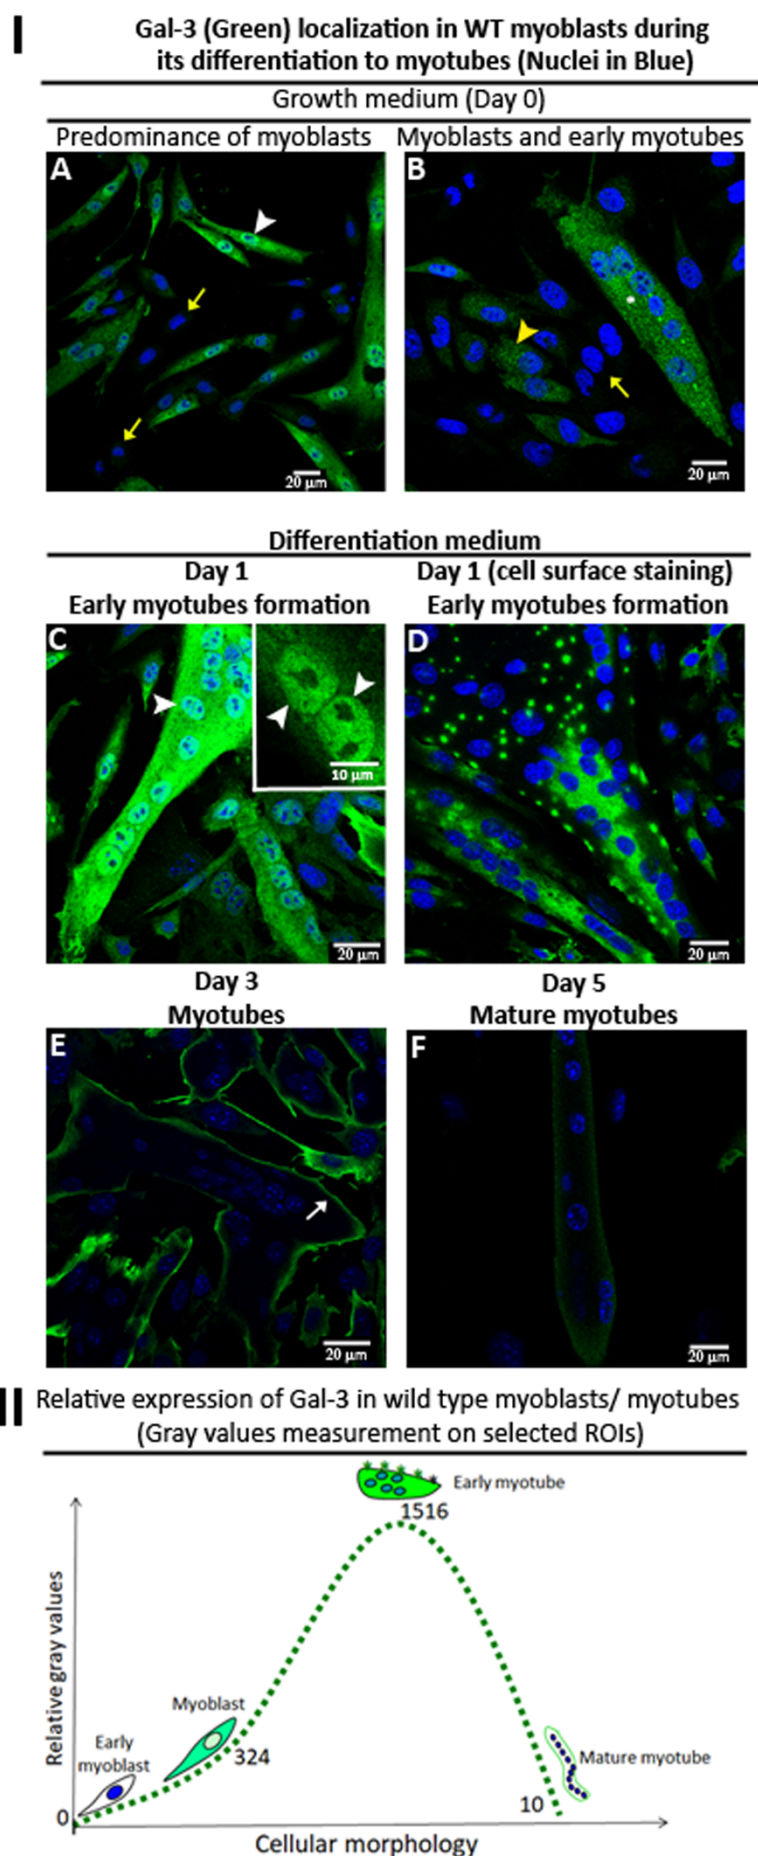 I
Gal-3 (Green) localization in WT myoblasts during
its differentiation to myotubes (Nuclei in Blue)
Growth medium (Day 0)
Predominance of myoblasts
Myoblasts and early myotubes
A
B
20 µm
20 µm
Differentiation medium
Day 1
Early myotubes formation
Day 1 (cell surface staining)
Early myotubes formation
C
10 µm
20 µm
D
20 µm
Day 3
Myotubes
Day 5
Mature myotubes
E
20 µm
F
20 µm
II
Relative expression of Gal-3 in wild type myoblasts/ myotubes
(Gray values measurement on selected ROIs)
Early myotube
1516
Relative gray values
Myoblast
324
Early
myoblast
Mature myotube
10
0
Cellular morphology